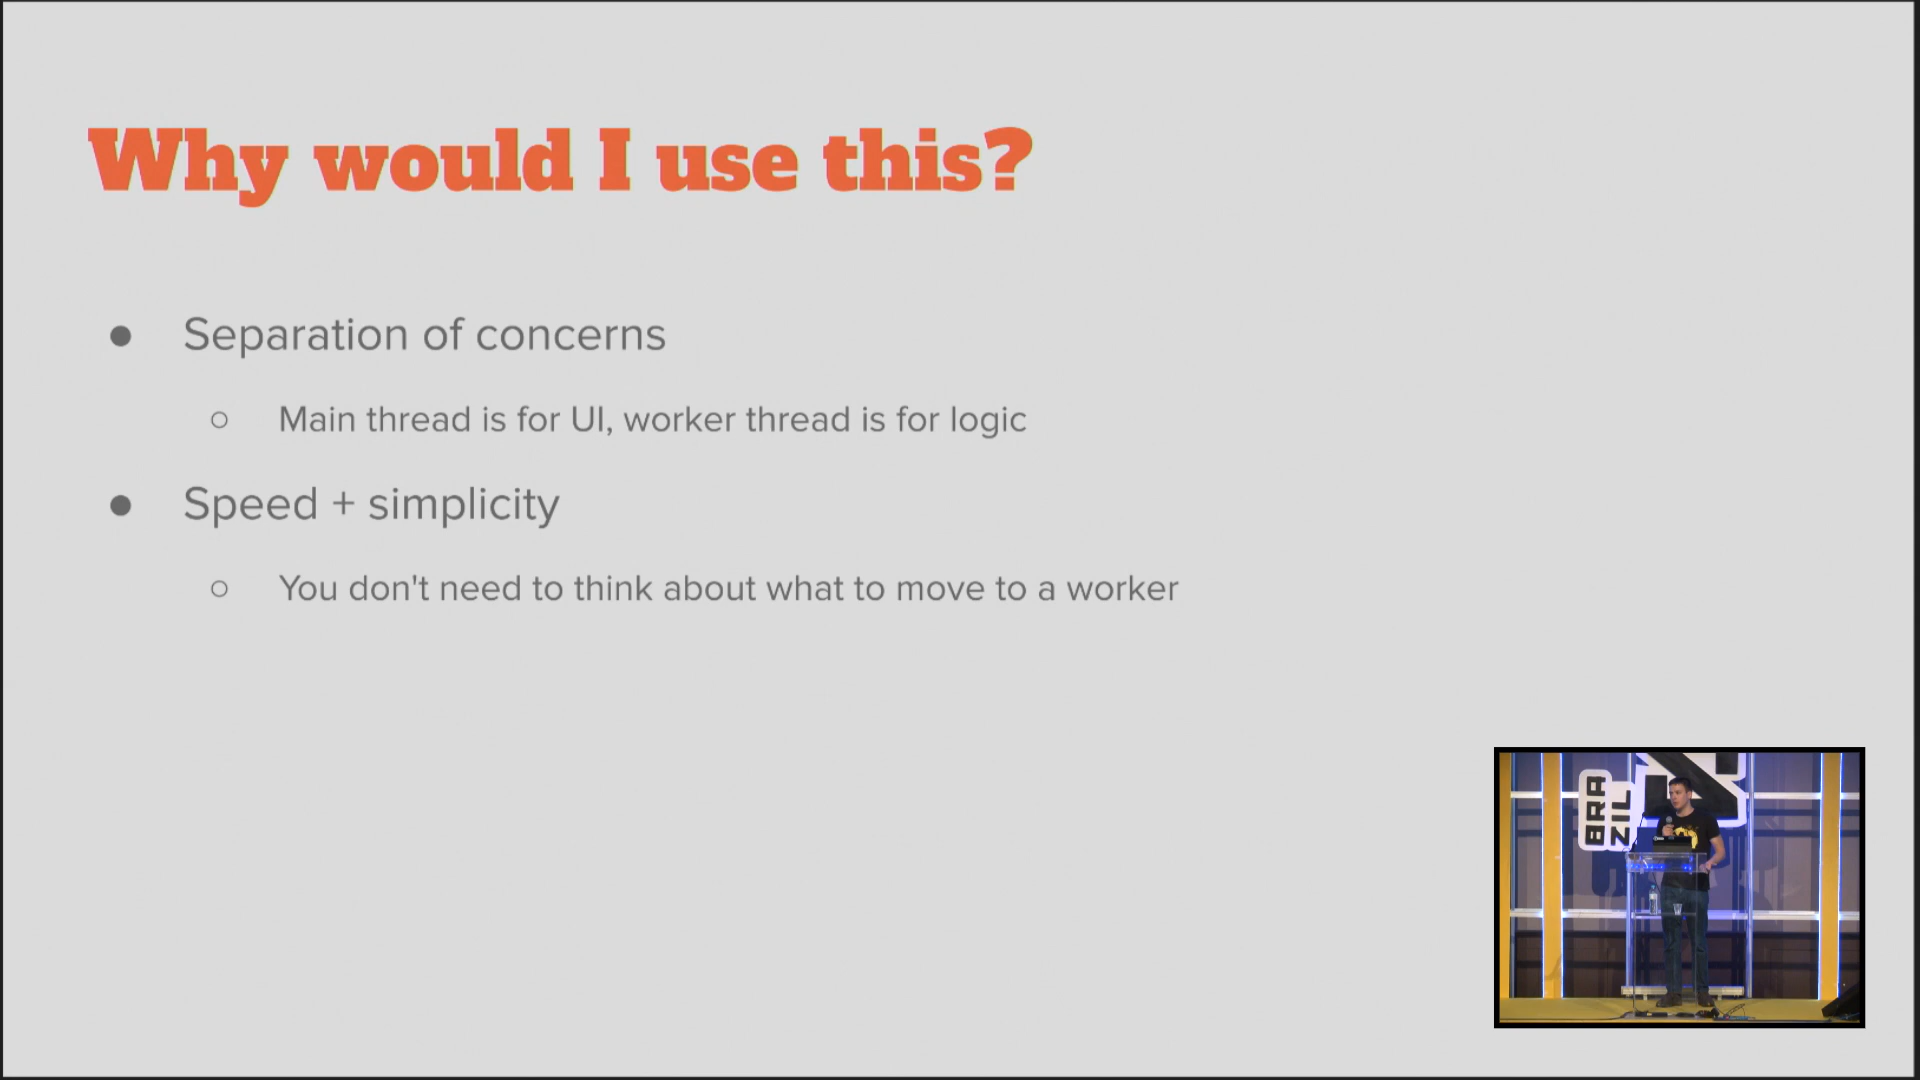 Why would I use this?
Separation of concerns
Main thread is for UI, worker thread is for logic
Speed + simplicity
You don't need to think about what to move to a worker
BRA
ZIL